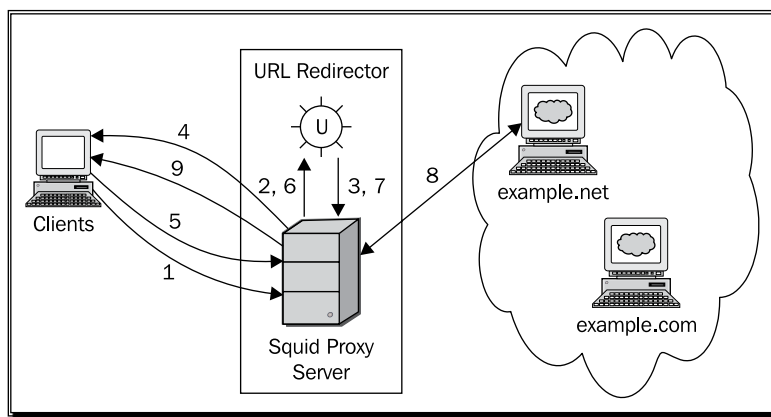 URL Redirector
U
4
9
2, 6
3, 7
8
5
1
Clients
Squid Proxy
Server
example.net
example.com